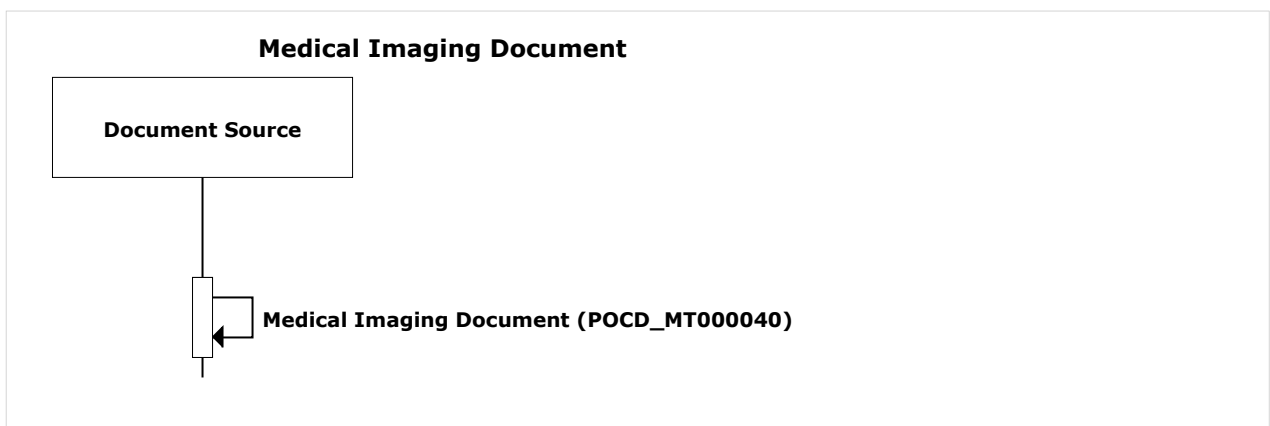 Medical Imaging Document
Document Source
Medical Imaging Document (POCD_MT000040)